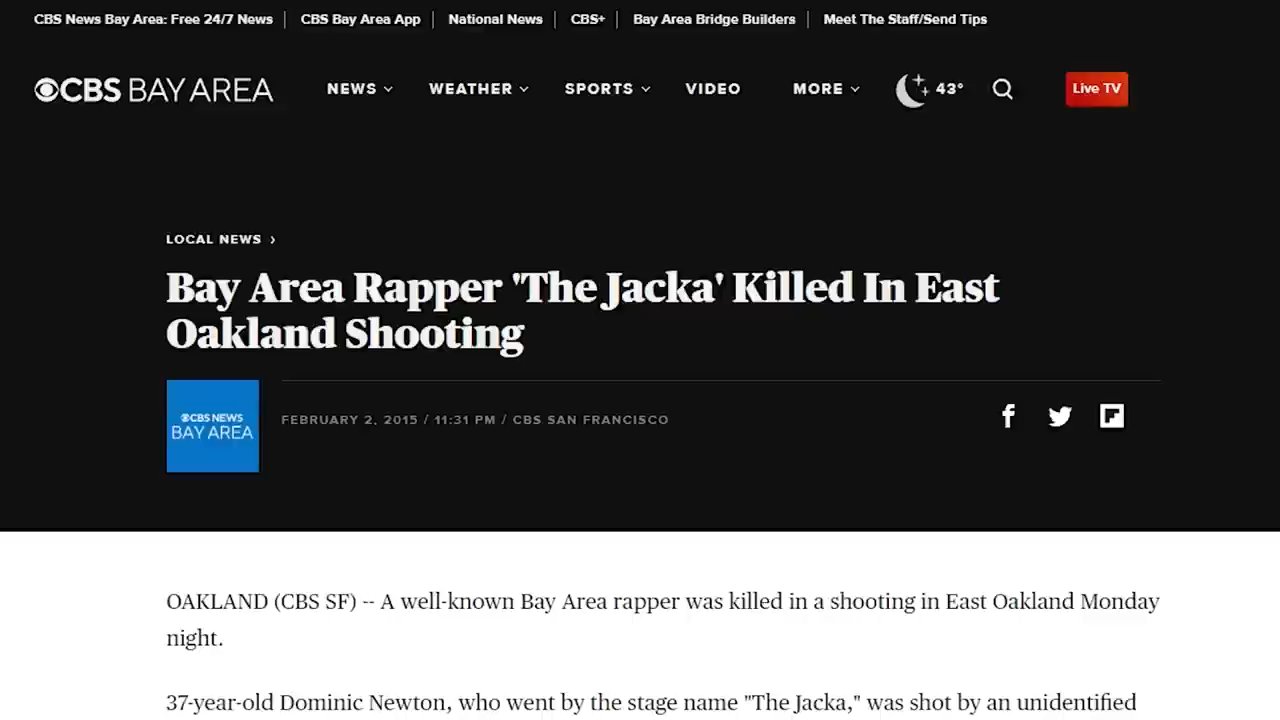 CBS News Bay Area: Free 24/7 News | CBS Bay Area App | National News | CBS+ | Bay Area Bridge Builders | Meet The Staff/Send Tips
CBS BAY AREA NEWS WEATHER SPORTS VIDEO MORE 43° Live TV
LOCAL NEWS ›
Bay Area Rapper 'The Jacka' Killed In East
Oakland Shooting
CBS NEWS
BAY AREA
FEBRUARY 2, 2015 / 11:31 PM / CBS SAN FRANCISCO
OAKLAND (CBS SF) -- A well-known Bay Area rapper was killed in a shooting in East Oakland Monday
night.
37-year-old Dominic Newton, who went by the stage name "The Jacka," was shot by an unidentified